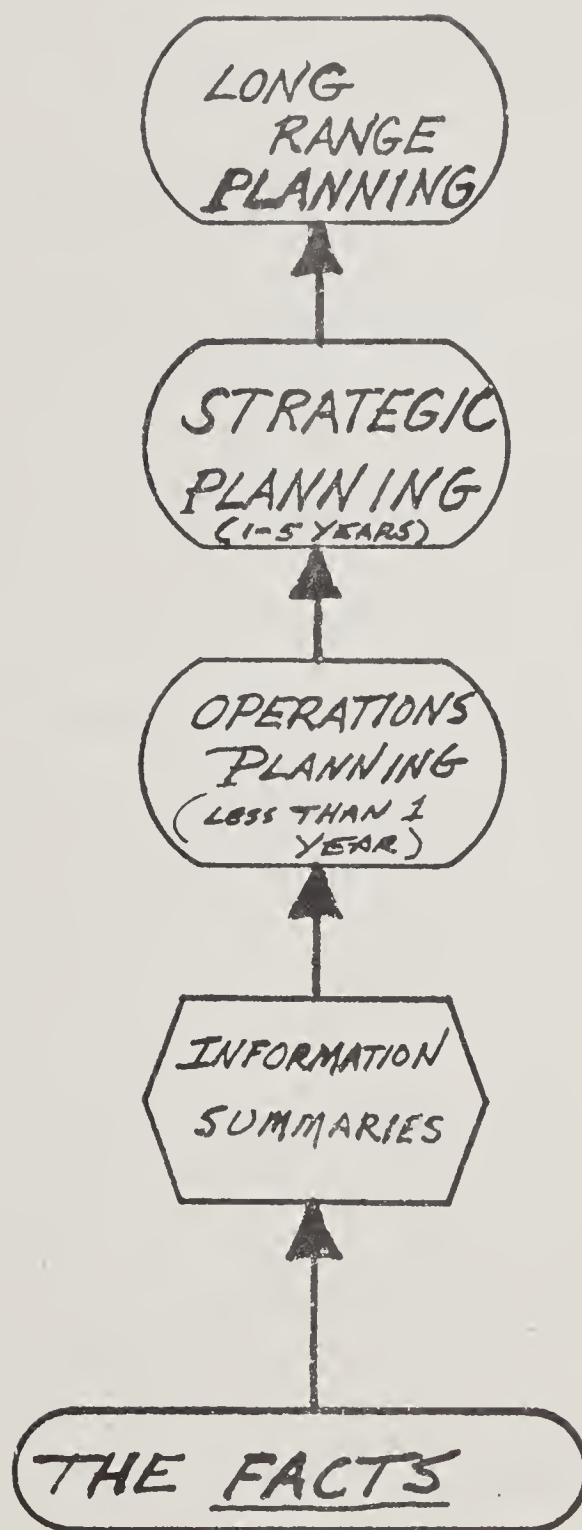 LONG
RANGE
PLANNING
STRATEGIC
PLANNING
(1-5 YEARS)
OPERATIONS
PLANNING
(LESS THAN 1
YEAR)
INFORMATION
SUMMARIES
THE FACTS